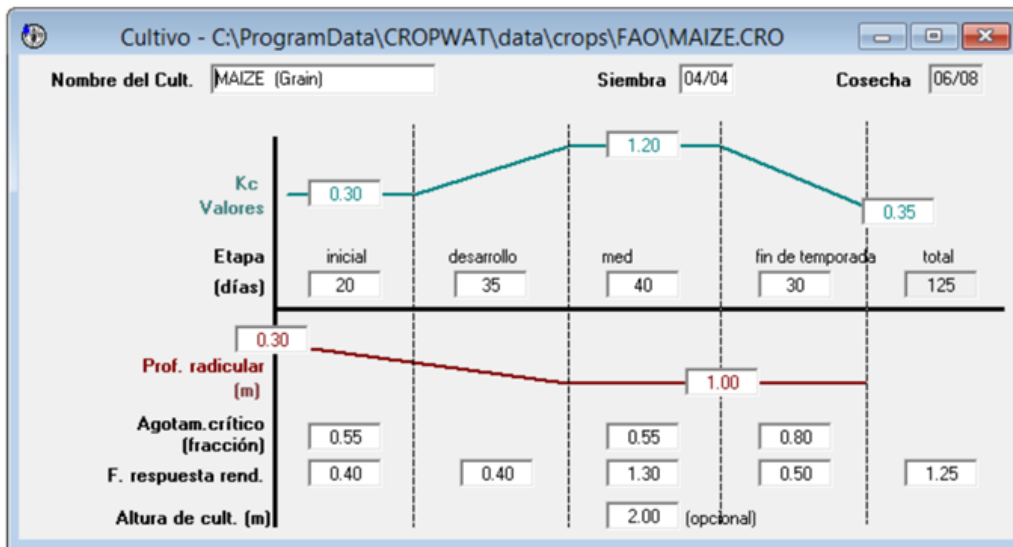 Cultivo - C:\ProgramData\CROPWAT\data\crops\FAO\MAIZE.CRO
Nombre del Cult. MAIZE (Grain) Siembra 04/04 Cosecha 06/08
1.20
Kc 0.30
Valores 0.35
Etapa inicial desarrollo med fin de temporada total
(días) 20 35 40 30 125
0.30
Prof. radicular
(m) 1.00
Agotam.crítico
(fracción) 0.55 0.55 0.80
F. respuesta rend. 0.40 0.40 1.30 0.50 1.25
Altura de cult. (m) 2.00 (opcional)